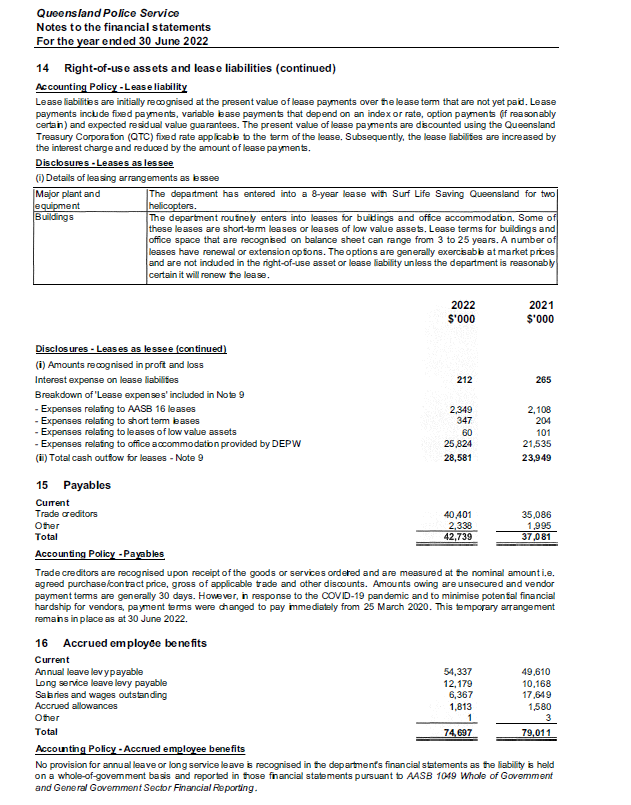 Queensland Police Service
Notes to the financial statements
For the year ended 30 June 2022
14 Right-of-use assets and lease liabilities (continued)
Accounting Policy - Lease liability
Lease liabilities are initially recognised at the present value of lease payments over the lease term that are not yet paid. Lease
payments include fixed payments, variable lease payments that depend on an index or rate, option payments (if reasonably
certain) and expected residual value guarantees. The present value of lease payments are discounted using the Queensland
Treasury Corporation (QTC) fixed rate applicable to the term of the lease. Subsequently, the lease liabilities are increased by
the interest charge and reduced by the amount of lease payments.
Disclosures - Leases as lessee
(i) Details of leasing arrangements as lessee
Major plant and The department has entered into a 8-year lease with Surf Life Saving Queensland for two
equipment helicopters.
Buildings The department routinely enters into leases for buildings and office accommodation. Some of
these leases are short-term leases or leases of low value assets. Lease terms for buildings and
office space that are recognised on balance sheet can range from 3 to 25 years. A number of
leases have renewal or extension options. The options are generally exercisable at market prices
and are not included in the right-of-use asset or lease liability unless the department is reasonably
certain it will renew the lease.
2022 2021
$'000 $'000
Disclosures - Leases as lessee (continued)
(i) Amounts recognised in profit and loss
Interest expense on lease liabilities 212 265
Breakdown of 'Lease expenses' included in Note 9
- Expenses relating to AASB 16 leases 2,349 2,108
- Expenses relating to short term leases 347 204
- Expenses relating to leases of low value assets 60 101
- Expenses relating to office accommodation provided by DEPW 25,824 21,535
(ii) Total cash outflow for leases - Note 9 28,581 23,949
15 Payables
Current
Trade creditors 40,401 35,086
Other 2,338 1,995
Total 42,739 37,081
Accounting Policy - Payables
Trade creditors are recognised upon receipt of the goods or services ordered and are measured at the nominal amount i.e.
agreed purchase/contract price, gross of applicable trade and other discounts. Amounts owing are unsecured and vendor
payment terms are generally 30 days. However, in response to the COVID-19 pandemic and to minimise potential financial
hardship for vendors, payment terms were changed to pay immediately from 25 March 2020. This temporary arrangement
remains in place as at 30 June 2022.
16 Accrued employee benefits
Current
Annual leave levy payable 54,337 49,610
Long service leave levy payable 12,179 10,168
Salaries and wages outstanding 6,367 17,649
Accrued allowances 1,813 1,580
Other 1 3
Total 74,697 79,011
Accounting Policy - Accrued employee benefits
No provision for annual leave or long service leave is recognised in the department's financial statements as the liability is held
on a whole-of-government basis and reported in those financial statements pursuant to AASB 1049 Whole of Government
and General Government Sector Financial Reporting.